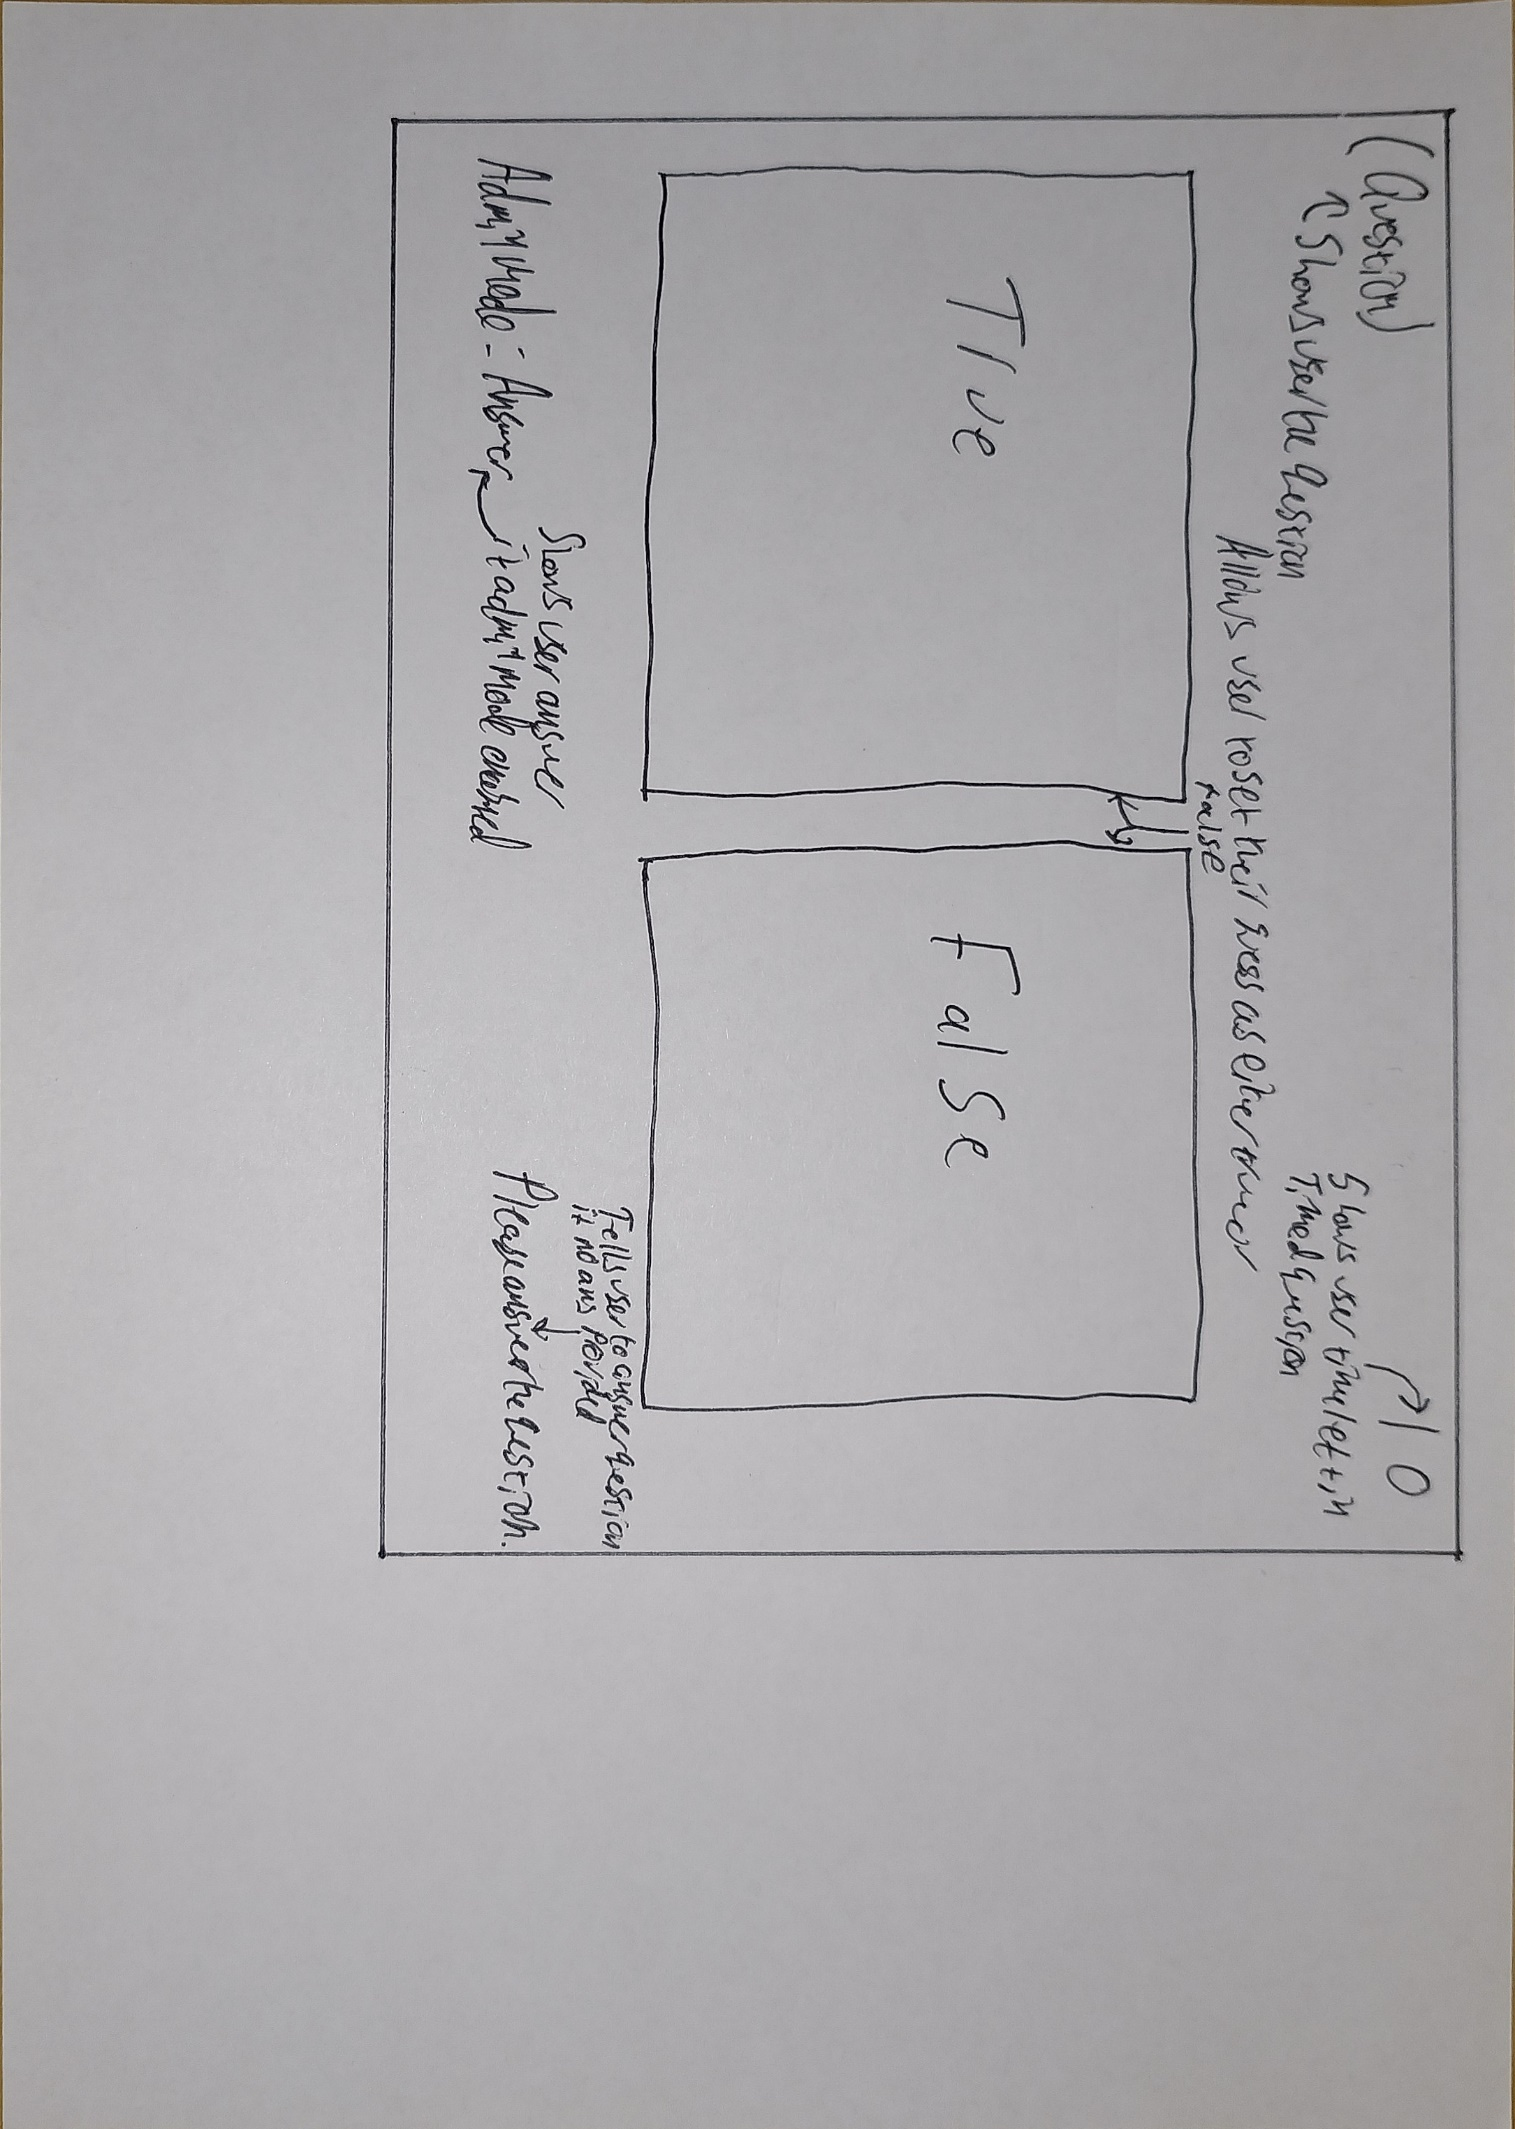 (Question)
10
Shows user the question
Shows user time left in
Timed question
Allows user to set their guess as either true or
false
True
False
Shows user answer
if admin mode enabled
Admin mode - Answer
Tells user to answer question
if no ans provided
Please answer the question.